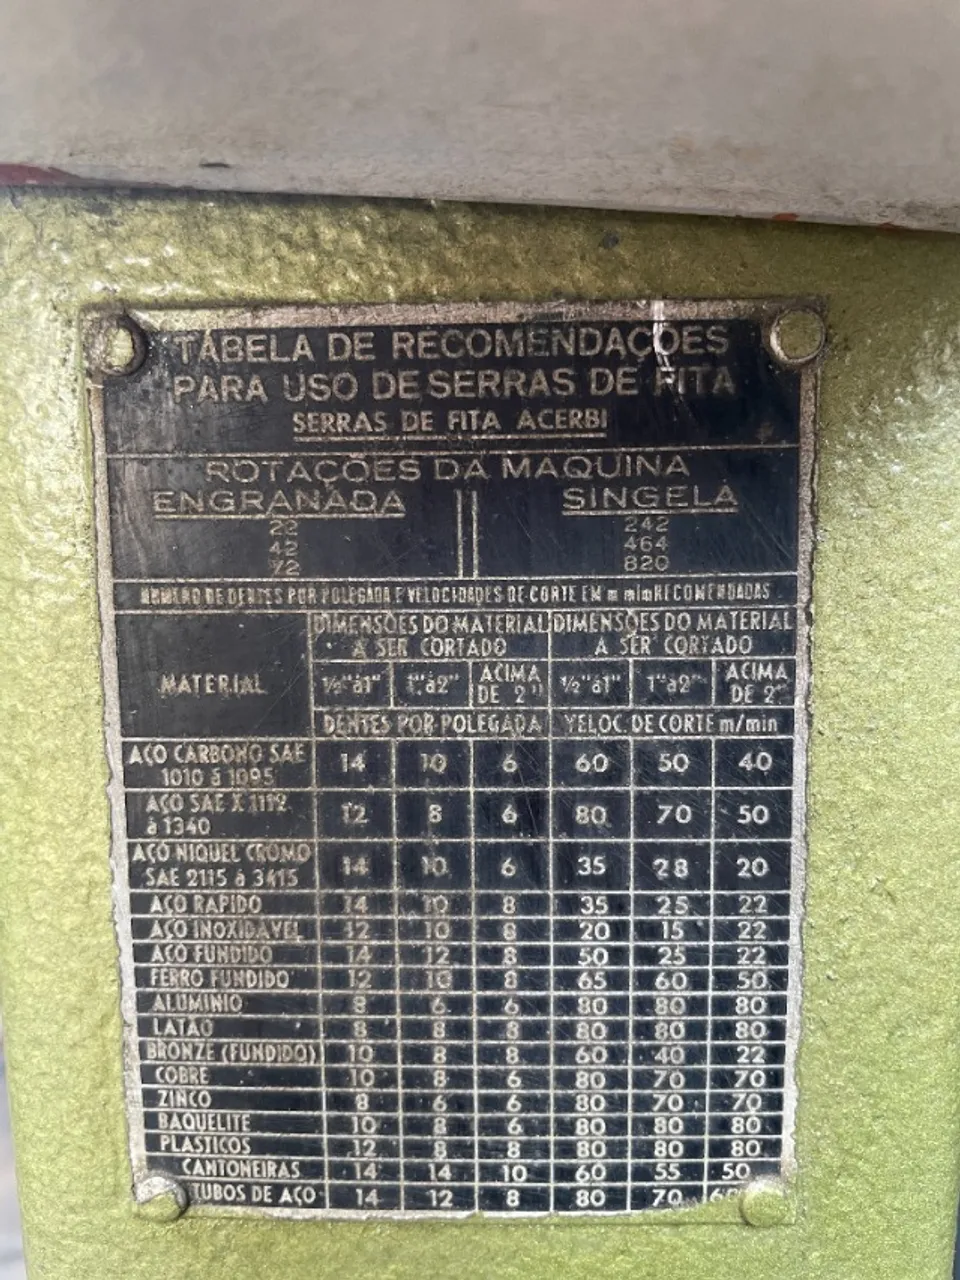 TABELA DE RECOMENDAÇÕES
PARA USO DE SERRAS DE FITA
SERRAS DE FITA ACERBI
ROTAÇÕES DA MAQUINA
ENGRANADA SINGELA
22 242
42 464
72 820
NUMERO DE DENTES POR POLEGADA E VELOCIDADES DE CORTE EM m/min RECOMENDADAS
MATERIAL
DIMENSÕES DO MATERIAL A SER CORTADO
DIMENSÕES DO MATERIAL A SER CORTADO
½"à1" 1"à2" ACIMA DE 2" ½"à1" 1"à2" ACIMA DE 2"
DENTES POR POLEGADA VELOC. DE CORTE m/min
AÇO CARBONO SAE 1010 à 1095 14 10 6 60 50 40
AÇO SAE X 1112 à 1340 12 8 6 80 70 50
AÇO NIQUEL CROMO SAE 2115 à 3415 14 10 6 35 28 20
AÇO RAPIDO 14 10 8 35 25 22
AÇO INOXIDAVEL 12 10 8 20 15 22
AÇO FUNDIDO 14 12 8 50 25 22
FERRO FUNDIDO 12 10 8 65 60 50
ALUMINIO 8 6 6 80 80 80
LATÃO 8 8 8 80 80 80
BRONZE (FUNDIDO) 10 8 8 60 40 22
COBRE 10 8 6 80 70 70
ZINCO 8 6 6 80 70 70
BAQUELITE 10 8 6 80 80 80
PLASTICOS 12 8 8 80 80 80
CANTONEIRAS 14 14 10 60 55 50
TUBOS DE AÇO 14 12 8 80 70